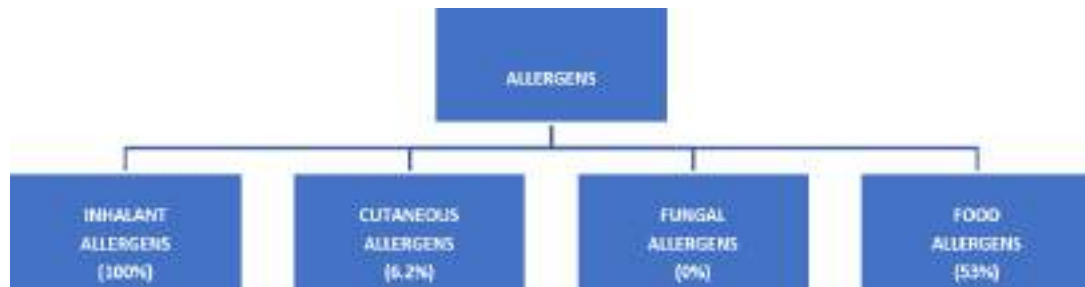 ALLERGENS
INHALANT
ALLERGENS
(100%)
CUTANEOUS
ALLERGENS
(6.2%)
FUNGAL
ALLERGENS
(0%)
FOOD
ALLERGENS
(53%)